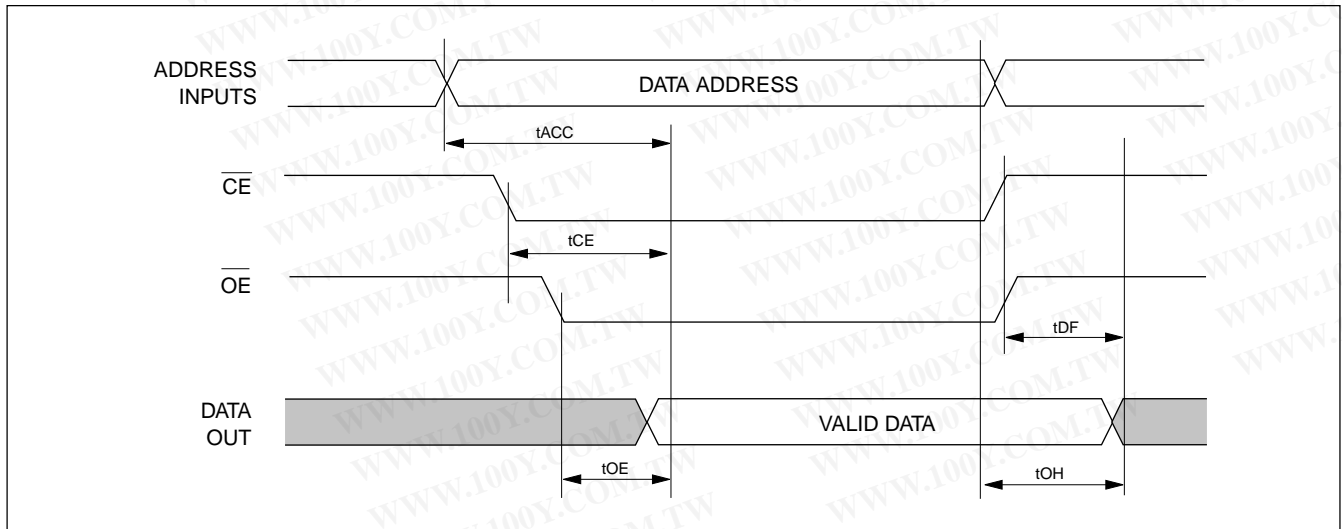 ADDRESS
INPUTS
DATA ADDRESS
tACC
CE
tCE
OE
tDF
DATA
OUT
VALID DATA
tOE
tOH
WWW.100Y.COM.TW